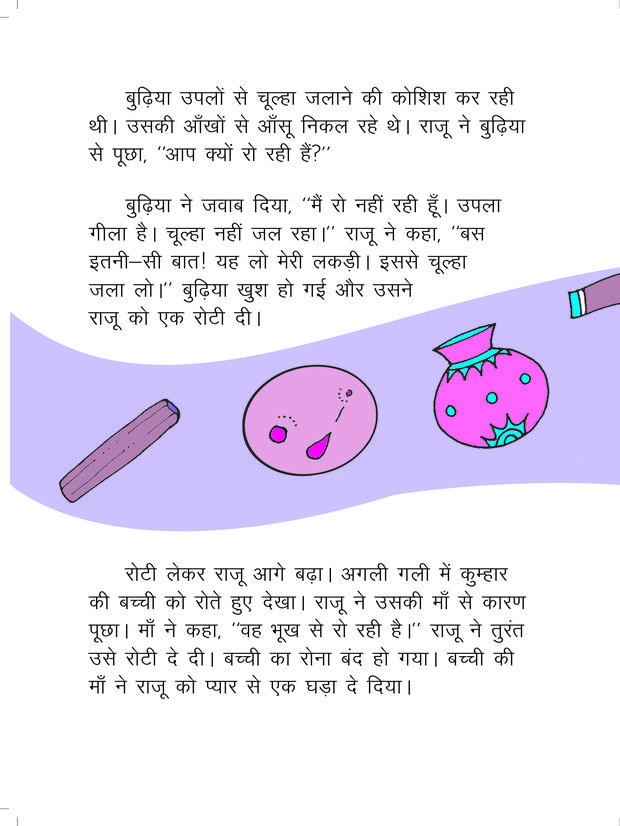 बुढ़िया उपलों से चूल्हा जलाने की कोशिश कर रही
थी। उसकी आँखों से आँसू निकल रहे थे। राजू ने बुढ़िया
से पूछा, "आप क्यों रो रही हैं?"
बुढ़िया ने जवाब दिया, "मैं रो नहीं रही हूँ। उपला
गीला है। चूल्हा नहीं जल रहा।" राजू ने कहा, "बस
इतनी–सी बात! यह लो मेरी लकड़ी। इससे चूल्हा
जला लो।" बुढ़िया खुश हो गई और उसने
राजू को एक रोटी दी।
रोटी लेकर राजू आगे बढ़ा। अगली गली में कुम्हार
की बच्ची को रोते हुए देखा। राजू ने उसकी माँ से कारण
पूछा। माँ ने कहा, "वह भूख से रो रही है।" राजू ने तुरंत
उसे रोटी दे दी। बच्ची का रोना बंद हो गया। बच्ची की
माँ ने राजू को प्यार से एक घड़ा दे दिया।